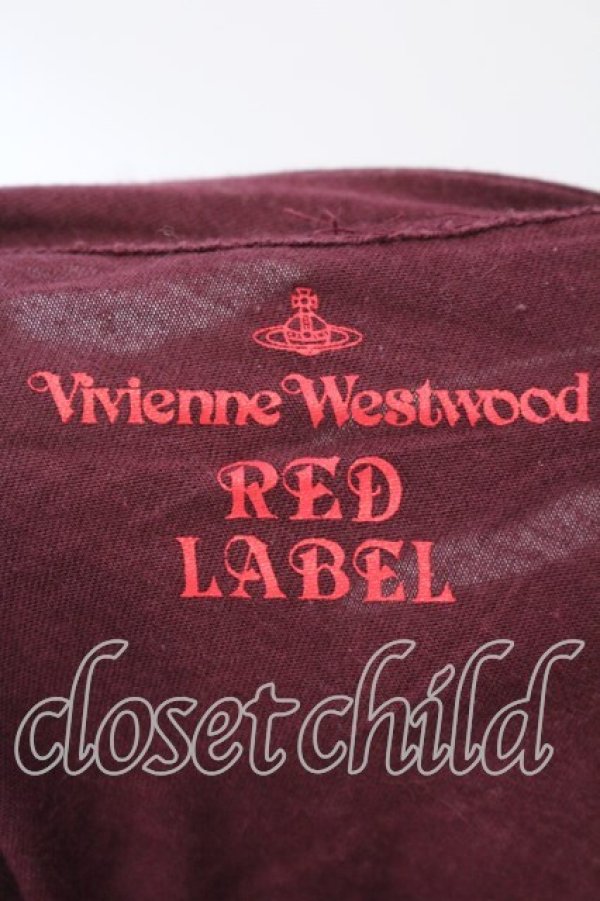 Vivienne Westwood
RED
LABEL
closet child